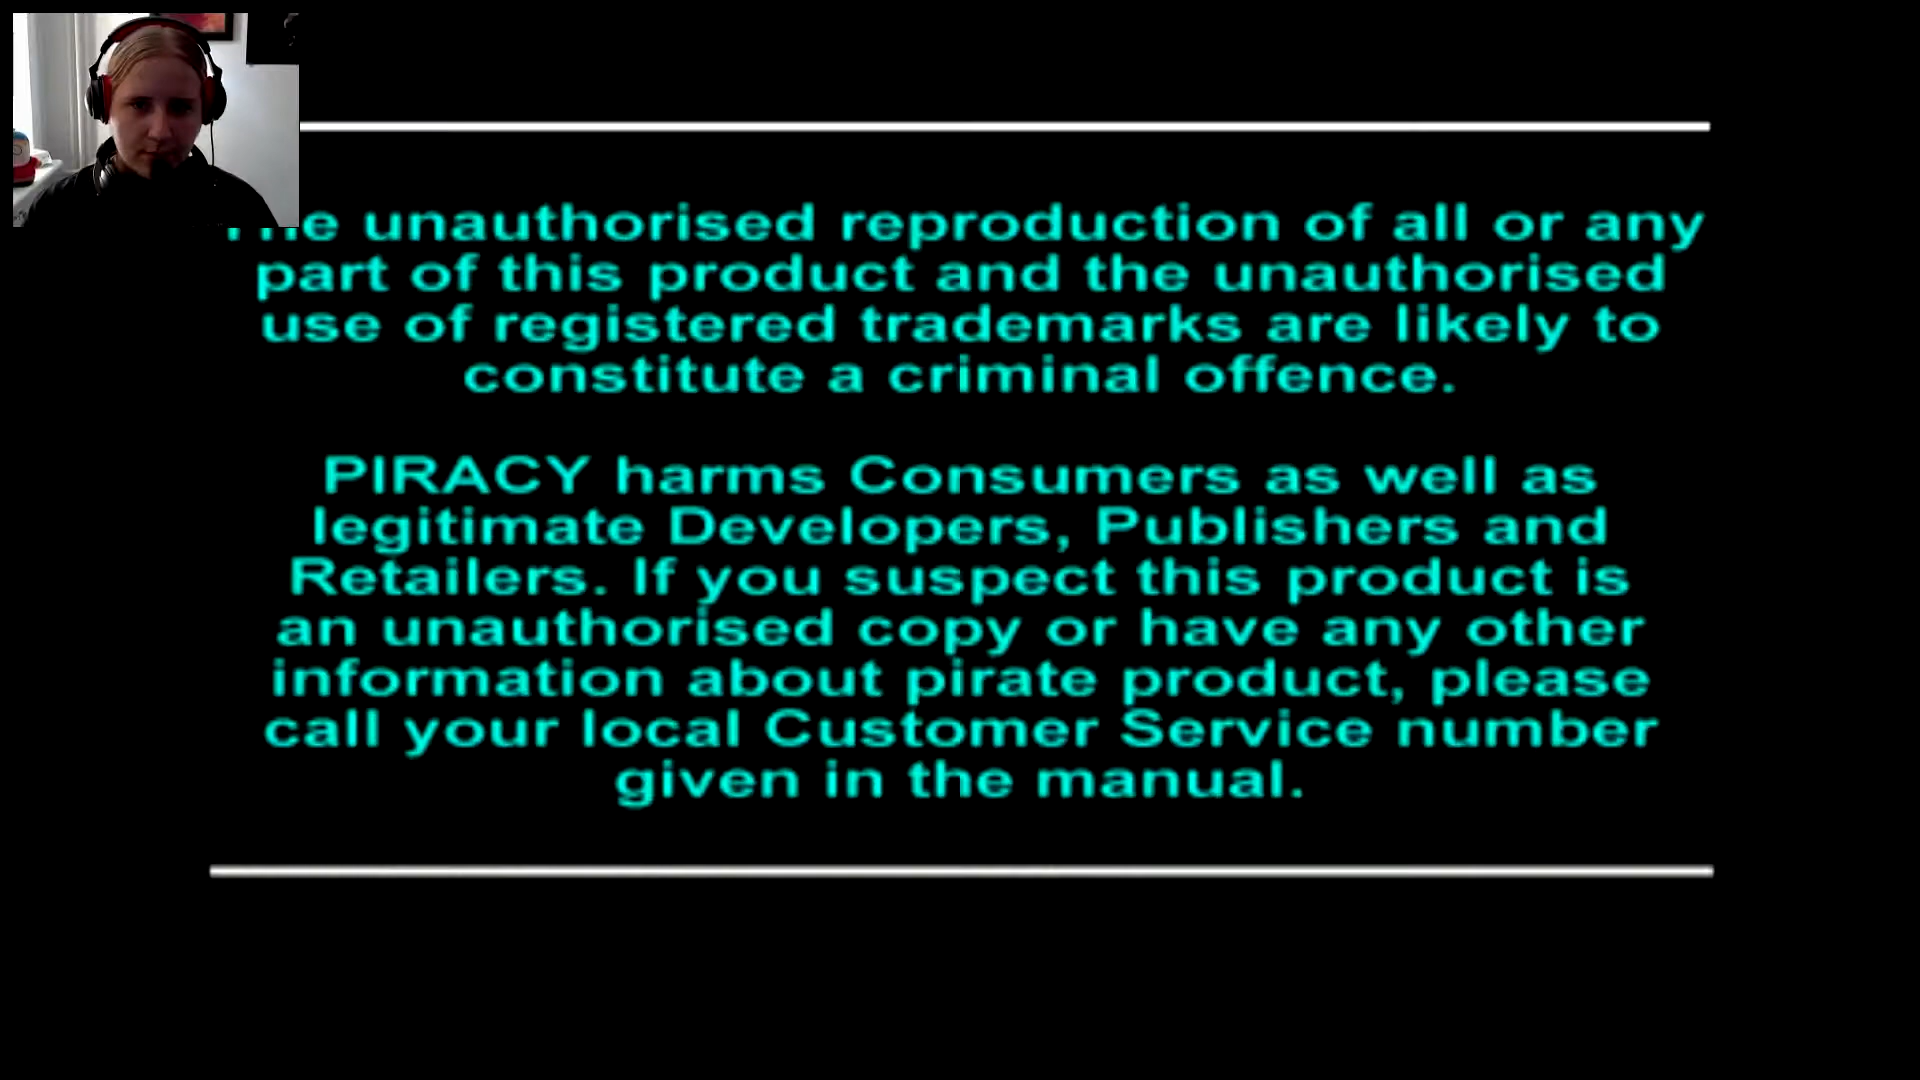 The unauthorised reproduction of all or any
part of this product and the unauthorised
use of registered trademarks are likely to
constitute a criminal offence.
PIRACY harms Consumers as well as
legitimate Developers, Publishers and
Retailers. If you suspect this product is
an unauthorised copy or have any other
information about pirate product, please
call your local Customer Service number
given in the manual.